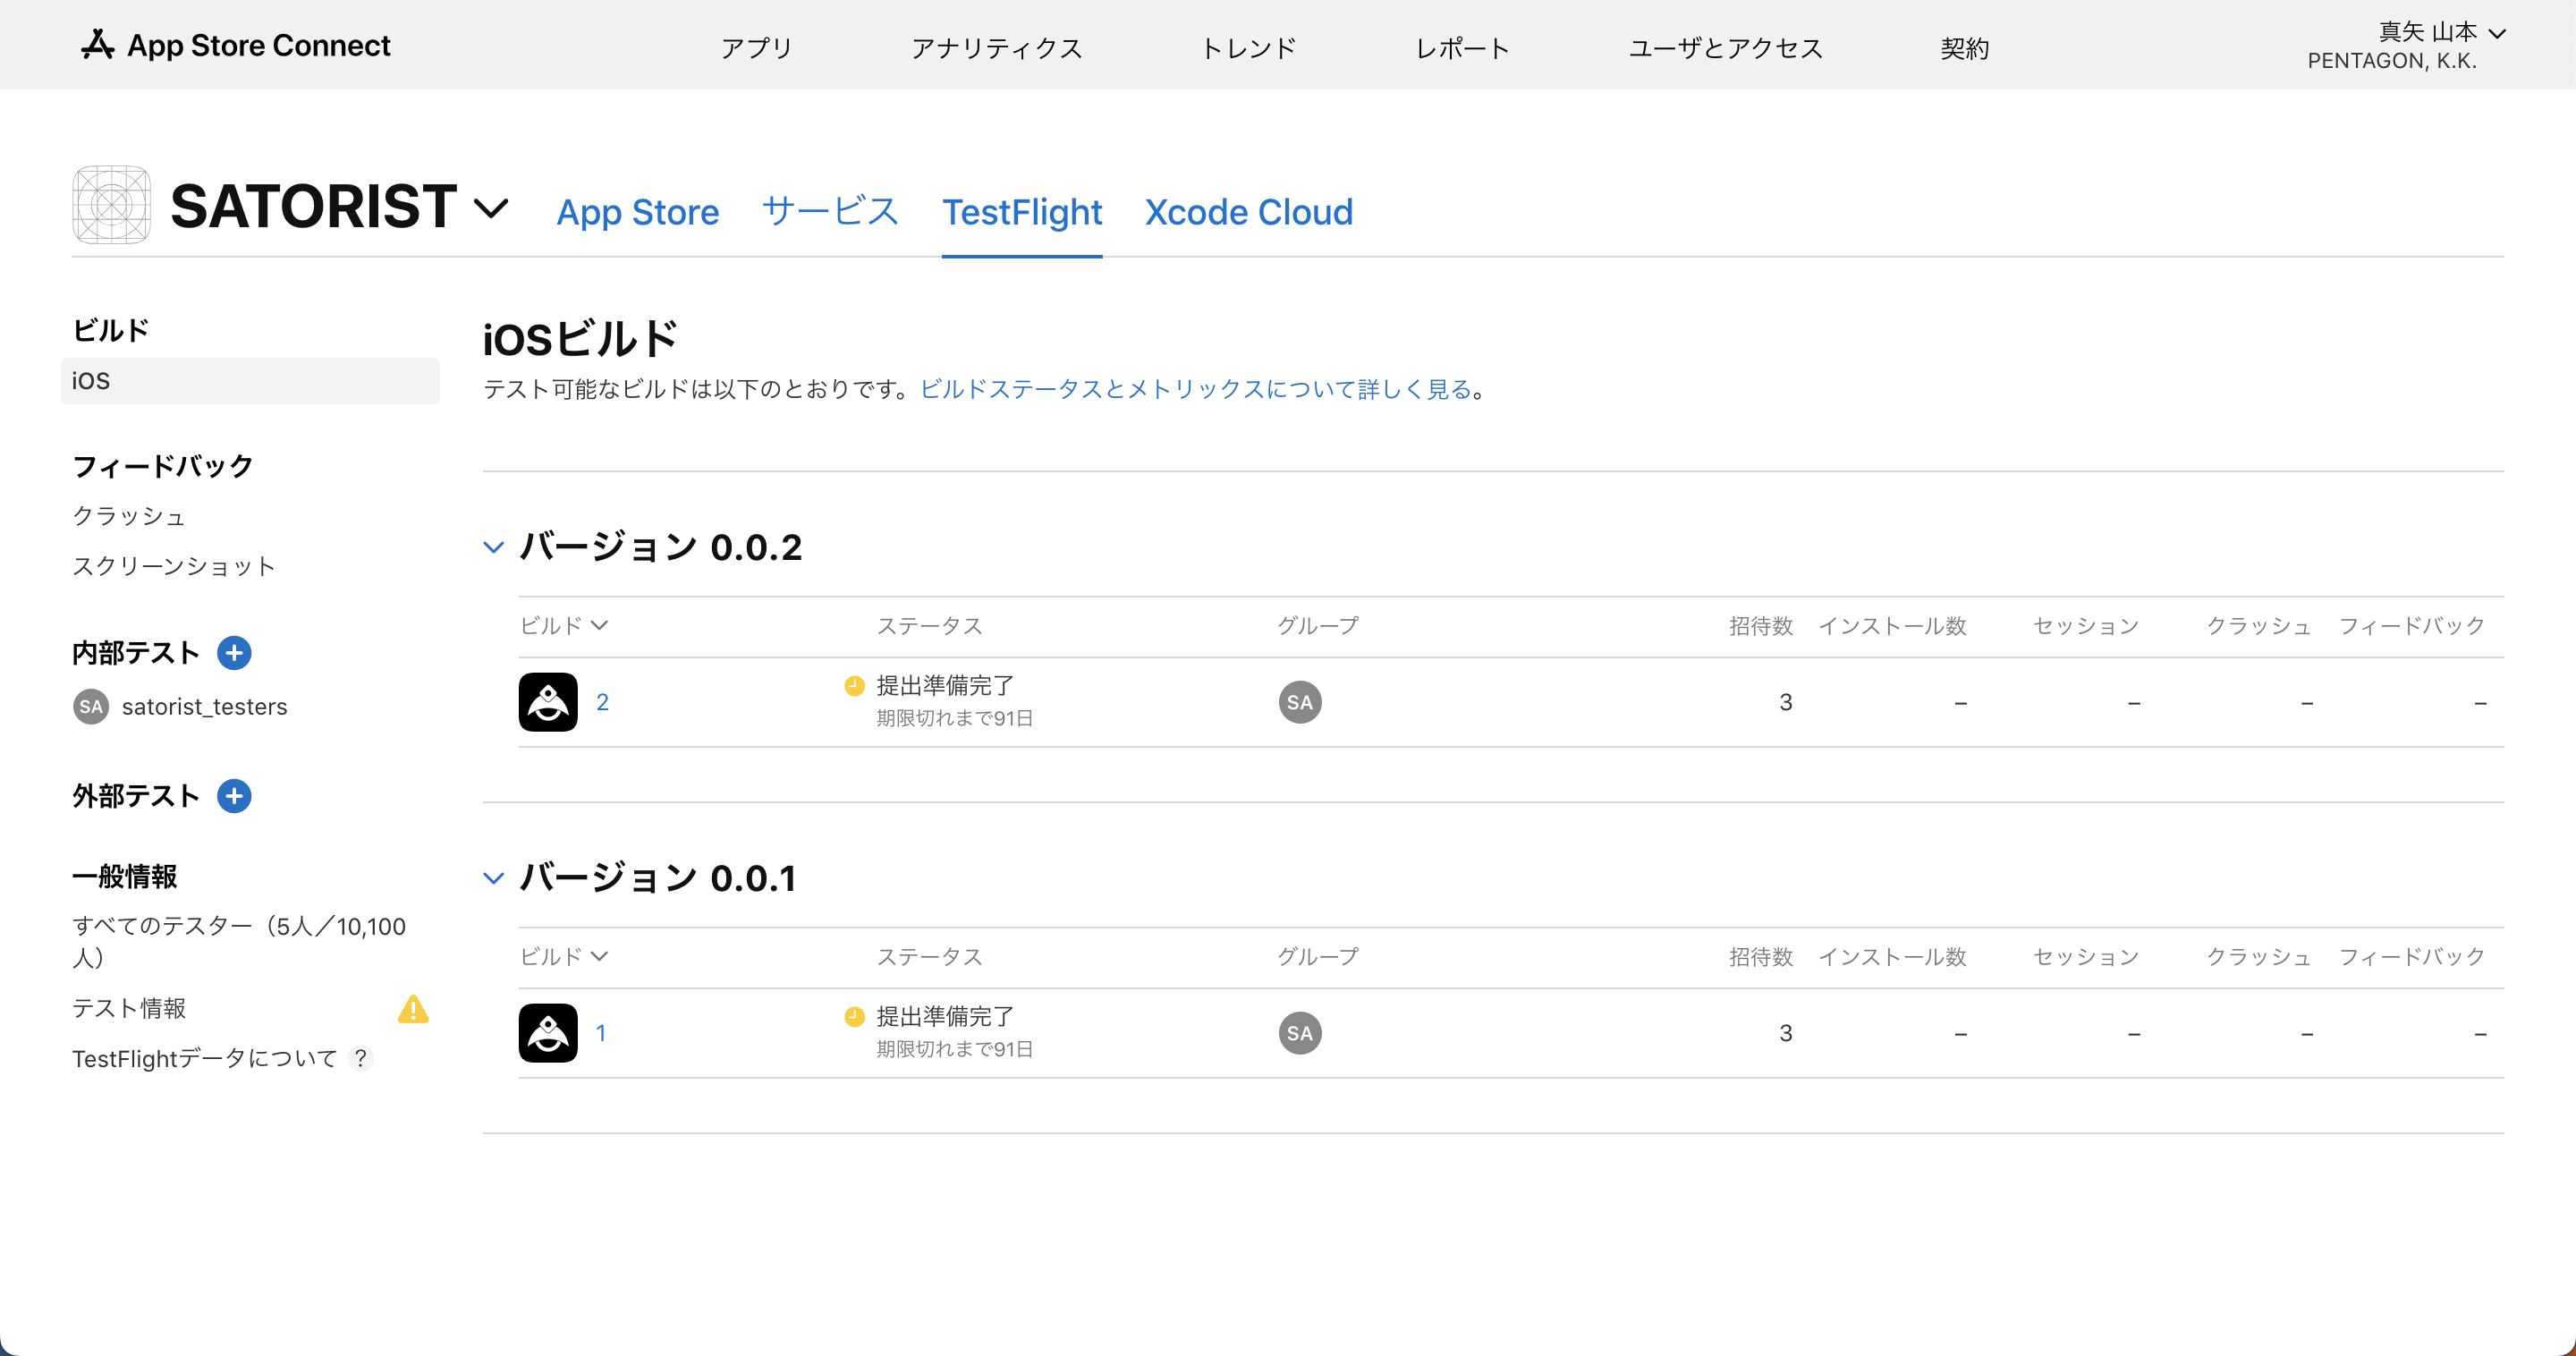 App Store Connect
アプリ
アナリティクス
トレンド
レポート
ユーザとアクセス
契約
真矢 山本
PENTAGON, K.K.
SATORIST
App Store
サービス
TestFlight
Xcode Cloud
ビルド
iOS
フィードバック
クラッシュ
スクリーンショット
内部テスト
SA satorist_testers
外部テスト
一般情報
すべてのテスター（5人／10,100
人）
テスト情報
TestFlightデータについて ?
iOSビルド
テスト可能なビルドは以下のとおりです。ビルドステータスとメトリックスについて詳しく見る。
バージョン 0.0.2
ビルド ステータス グループ 招待数 インストール数 セッション クラッシュ フィードバック
2 提出準備完了 SA 3 – – – –
期限切れまで91日
バージョン 0.0.1
ビルド ステータス グループ 招待数 インストール数 セッション クラッシュ フィードバック
1 提出準備完了 SA 3 – – – –
期限切れまで91日